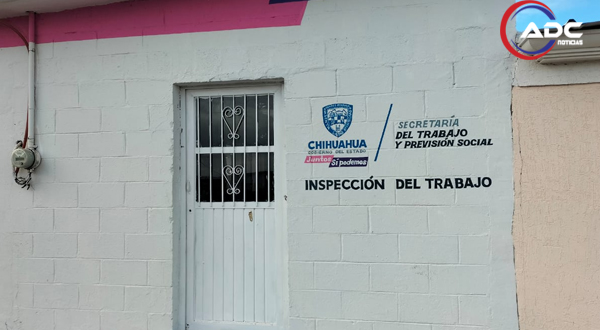 ADC
NOTICIAS
CHIHUAHUA
GOBIERNO DEL ESTADO
Juntos Sí podemos
SECRETARÍA
DEL TRABAJO
Y PREVISIÓN SOCIAL
INSPECCIÓN DEL TRABAJO